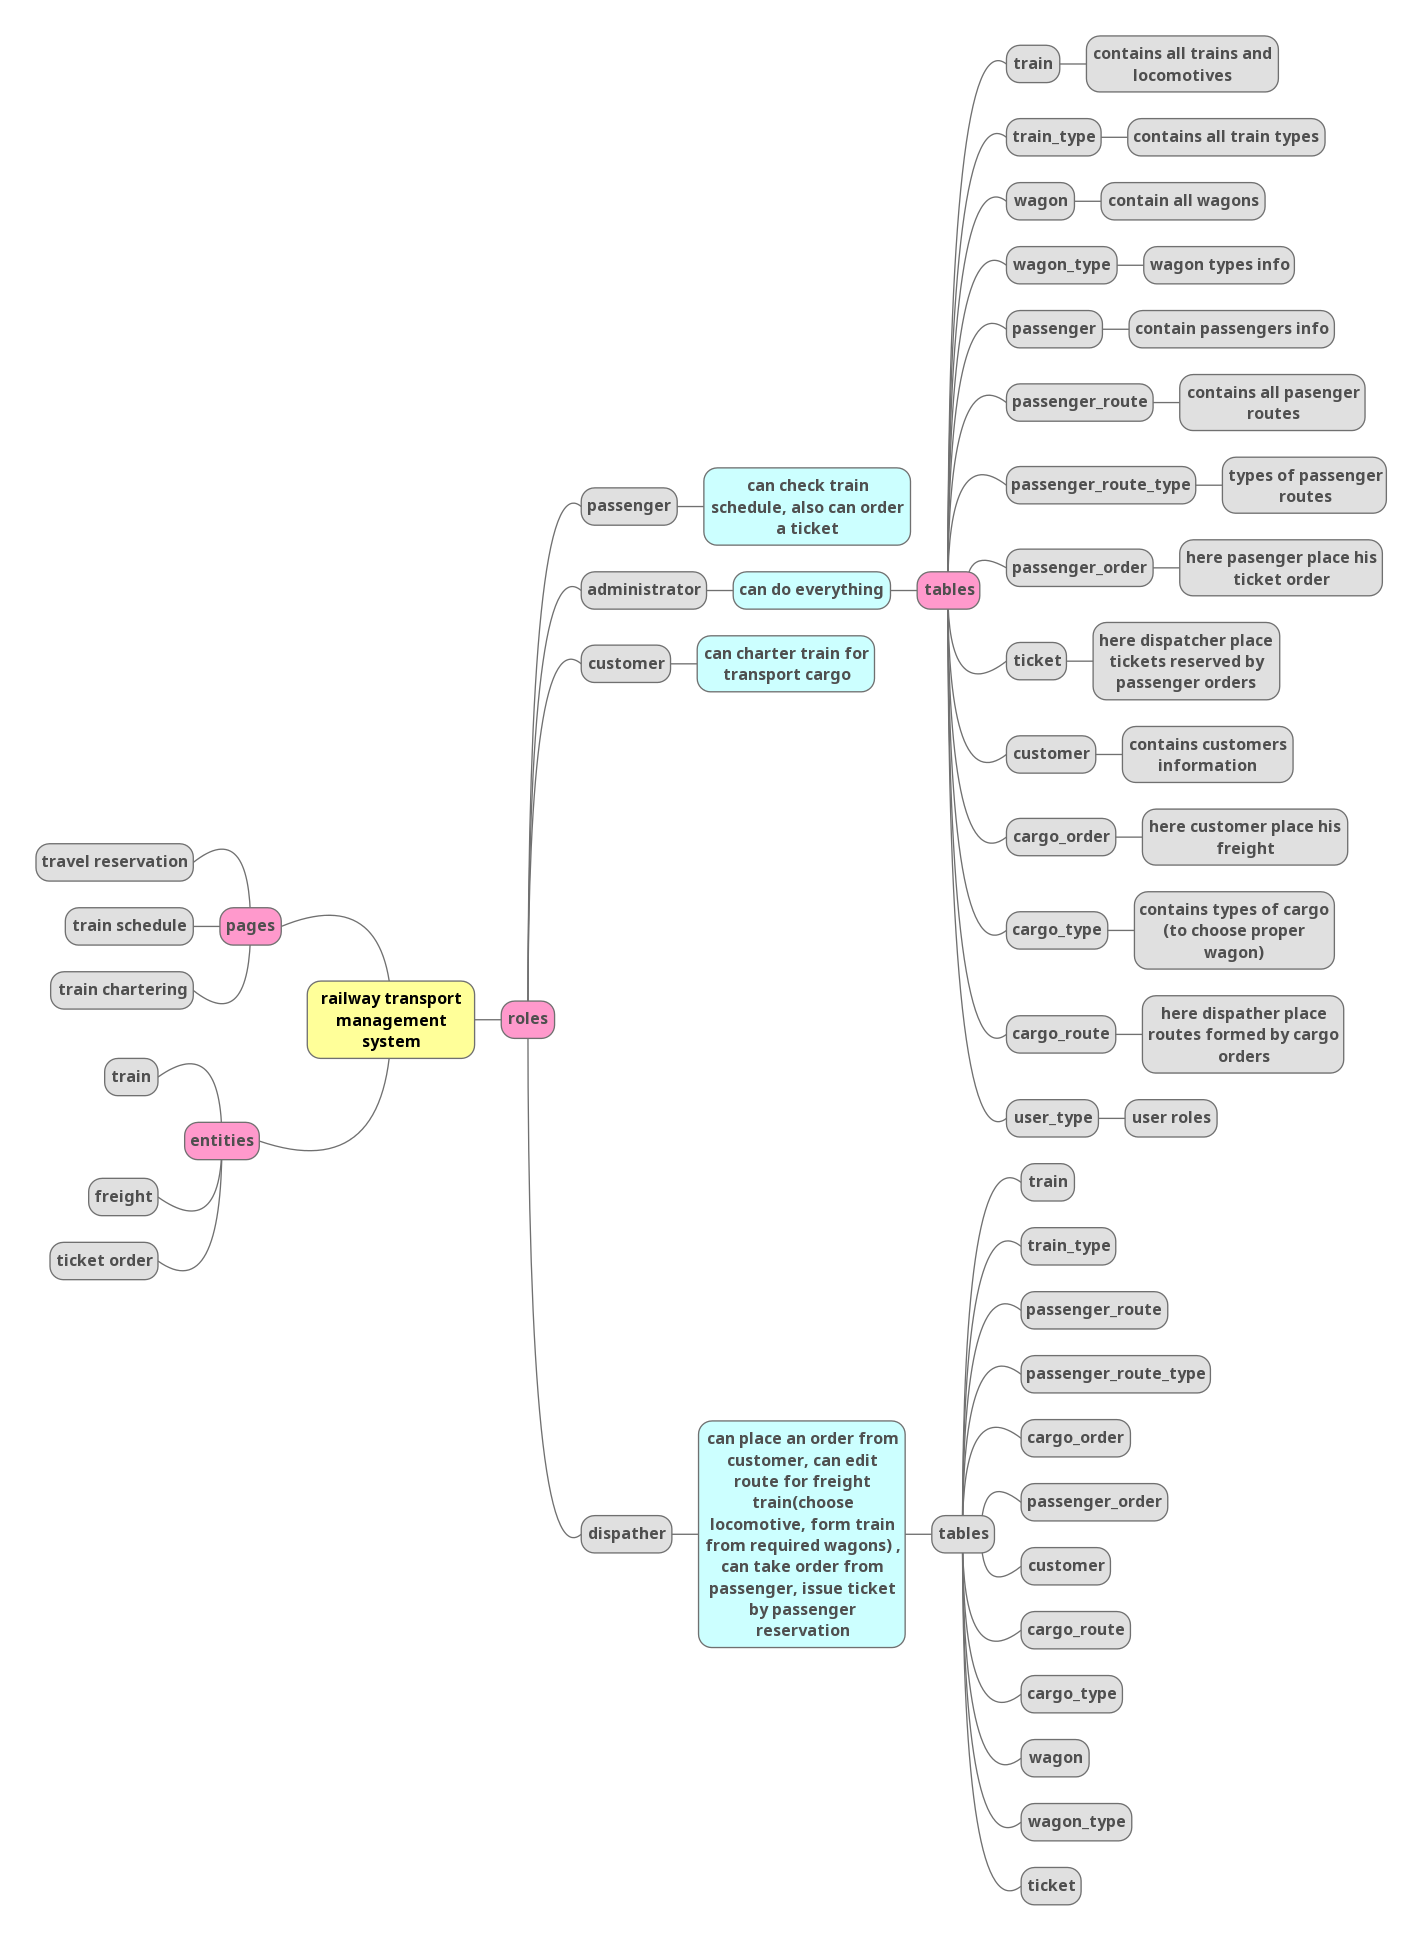 railway transport
management
system
pages
travel reservation
train schedule
train chartering
entities
train
freight
ticket order
roles
passenger
can check train
schedule, also can order
a ticket
administrator
can do everything
tables
train
contains all trains and
locomotives
train_type
contains all train types
wagon
contain all wagons
wagon_type
wagon types info
passenger
contain passengers info
passenger_route
contains all pasenger
routes
passenger_route_type
types of passenger
routes
passenger_order
here pasenger place his
ticket order
ticket
here dispatcher place
tickets reserved by
passenger orders
customer
contains customers
information
cargo_order
here customer place his
freight
cargo_type
contains types of cargo
(to choose proper
wagon)
cargo_route
here dispather place
routes formed by cargo
orders
user_type
user roles
customer
can charter train for
transport cargo
dispather
can place an order from
customer, can edit
route for freight
train(choose
locomotive, form train
from required wagons) ,
can take order from
passenger, issue ticket
by passenger
reservation
tables
train
train_type
passenger_route
passenger_route_type
cargo_order
passenger_order
customer
cargo_route
cargo_type
wagon
wagon_type
ticket